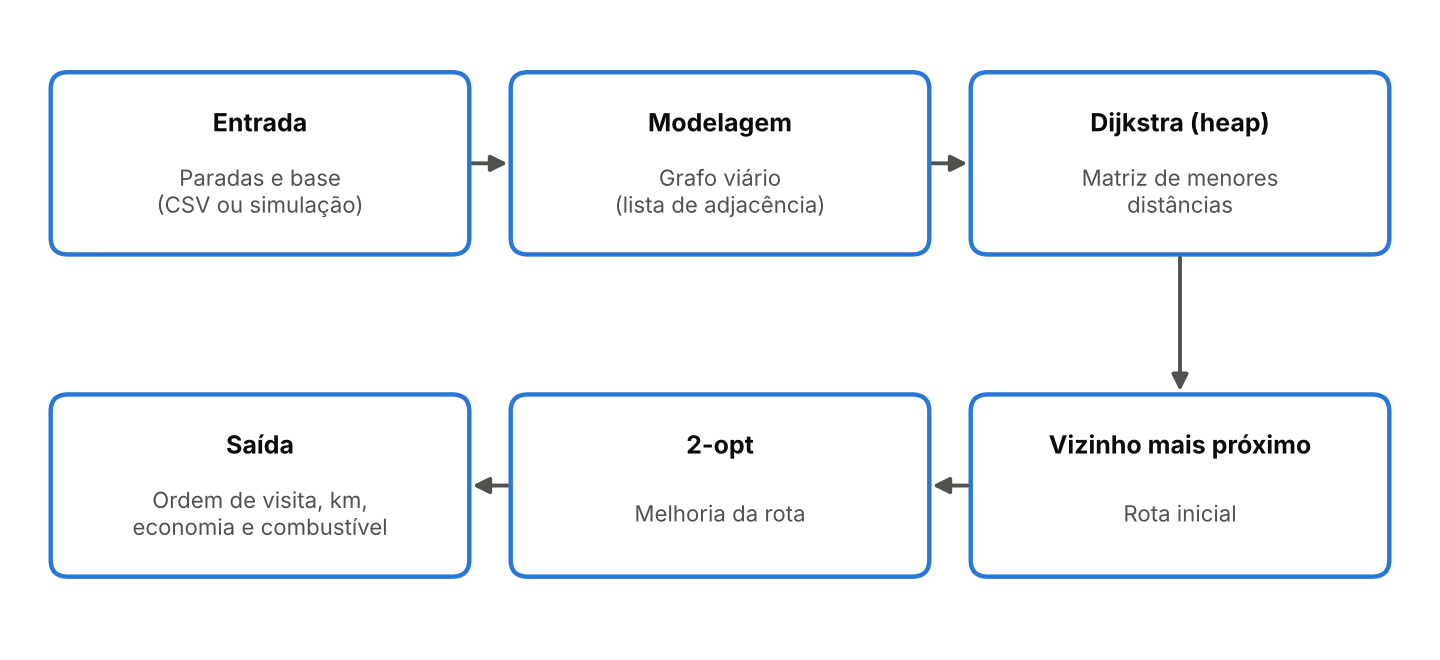 Entrada
Paradas e base
(CSV ou simulação)
Modelagem
Grafo viário
(lista de adjacência)
Dijkstra (heap)
Matriz de menores
distâncias
Vizinho mais próximo
Rota inicial
2-opt
Melhoria da rota
Saída
Ordem de visita, km,
economia e combustível